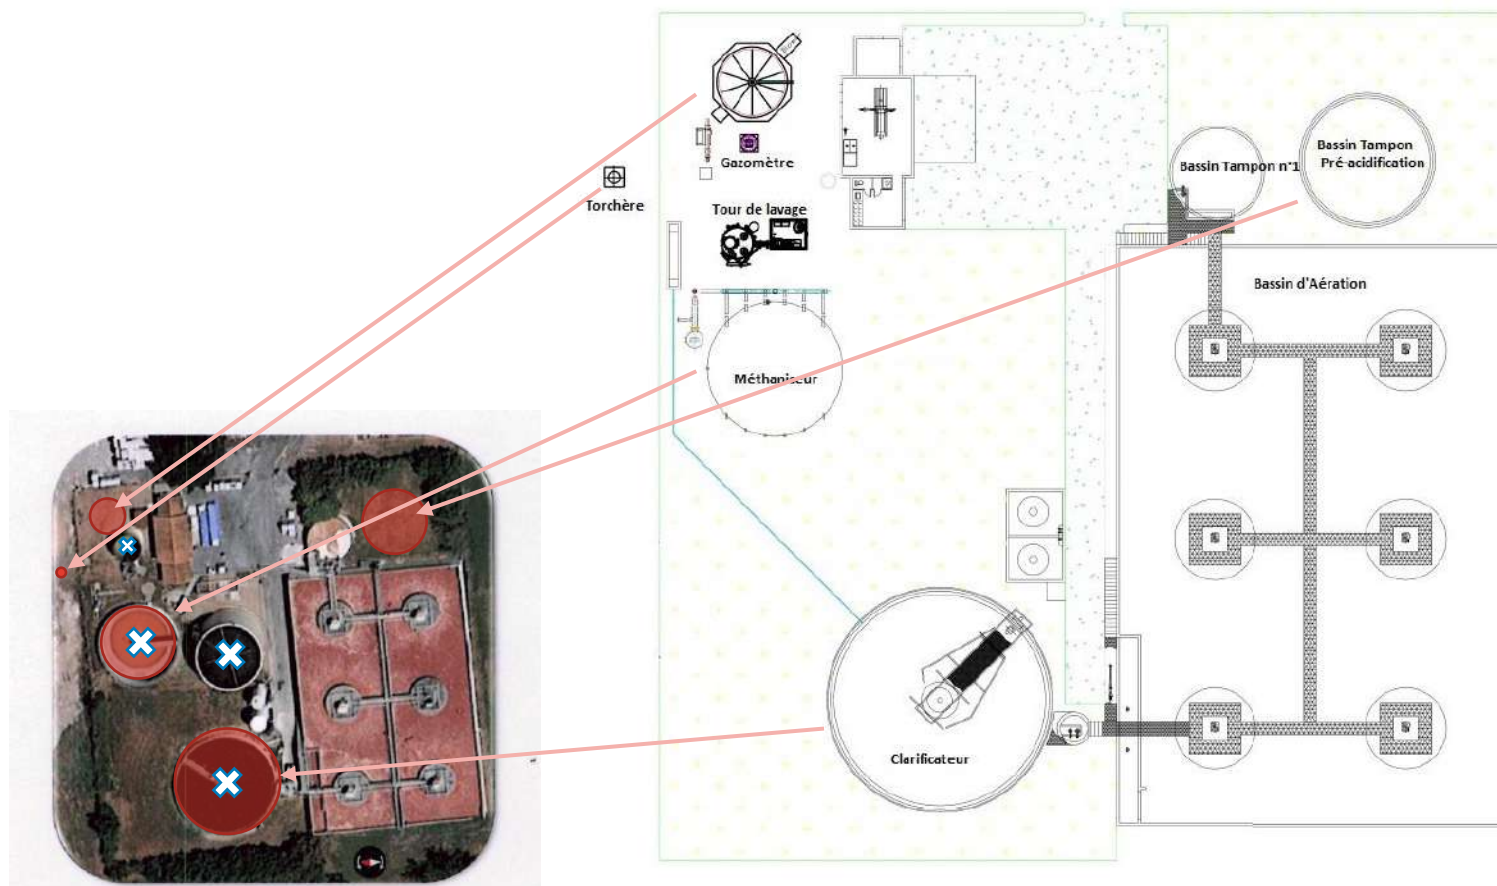 Gazomètre
Torchère
Tour de lavage
Méthaniseur
Bassin Tampon n°1
Bassin Tampon
Pré-acidification
Bassin d'Aération
Clarificateur